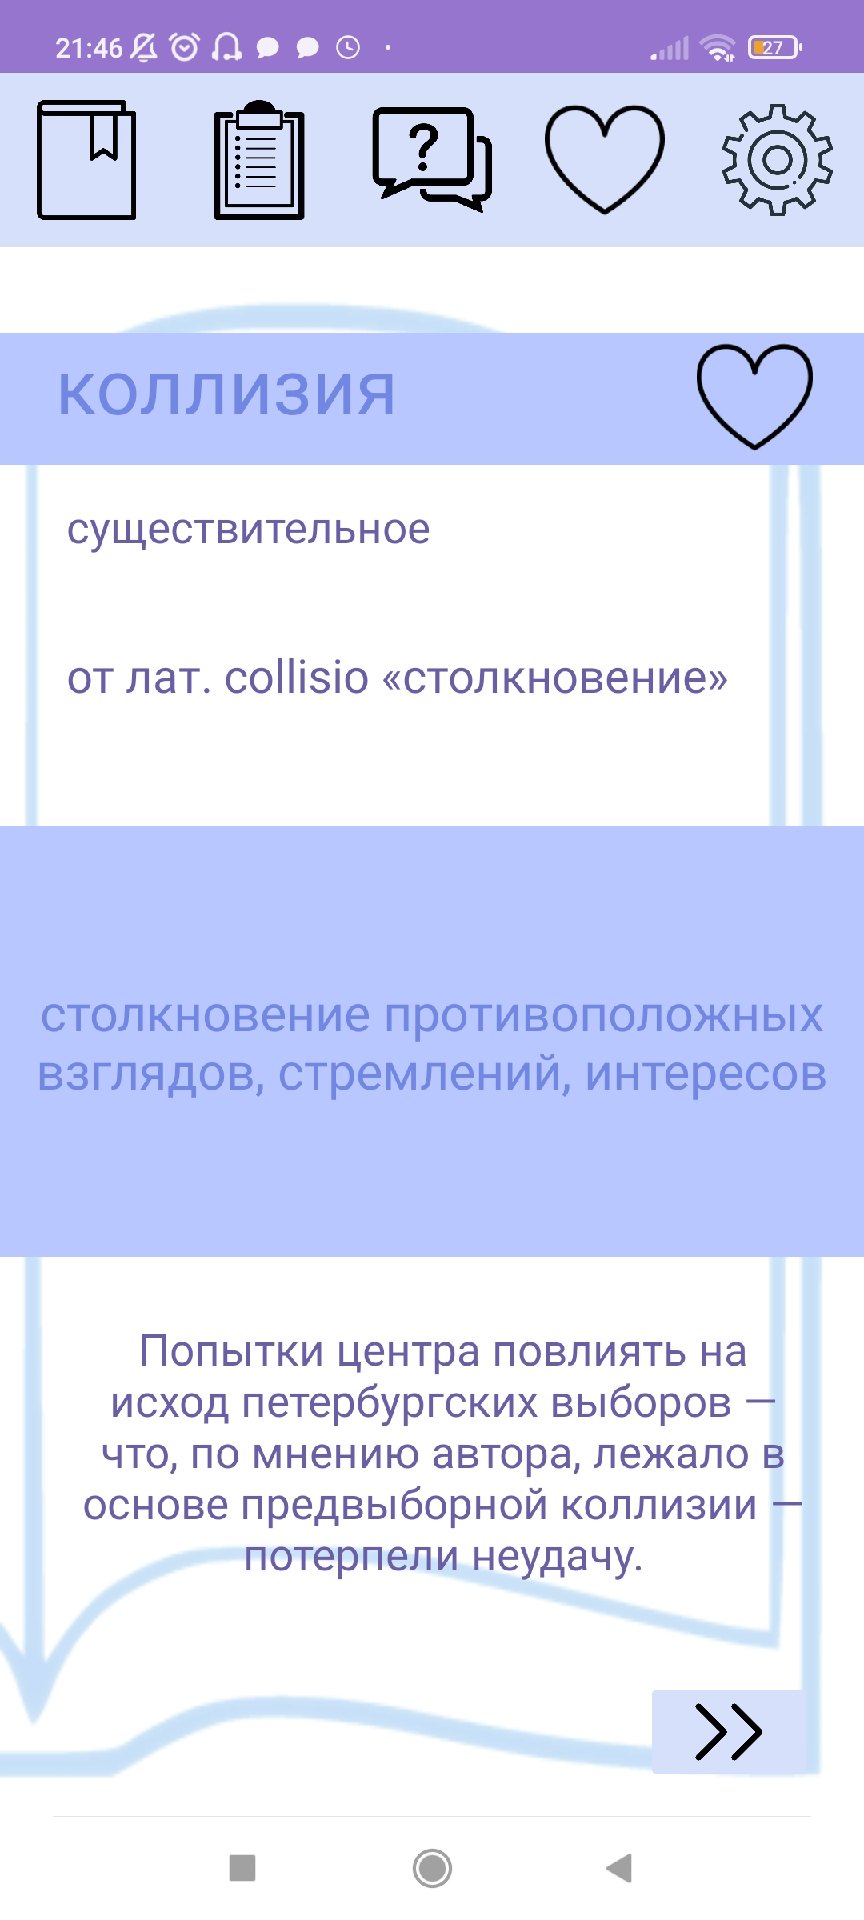 21:46
27
?
коллизия
существительное
от лат. collisio «столкновение»
столкновение противоположных
взглядов, стремлений, интересов
Попытки центра повлиять на
исход петербургских выборов —
что, по мнению автора, лежало в
основе предвыборной коллизии —
потерпели неудачу.